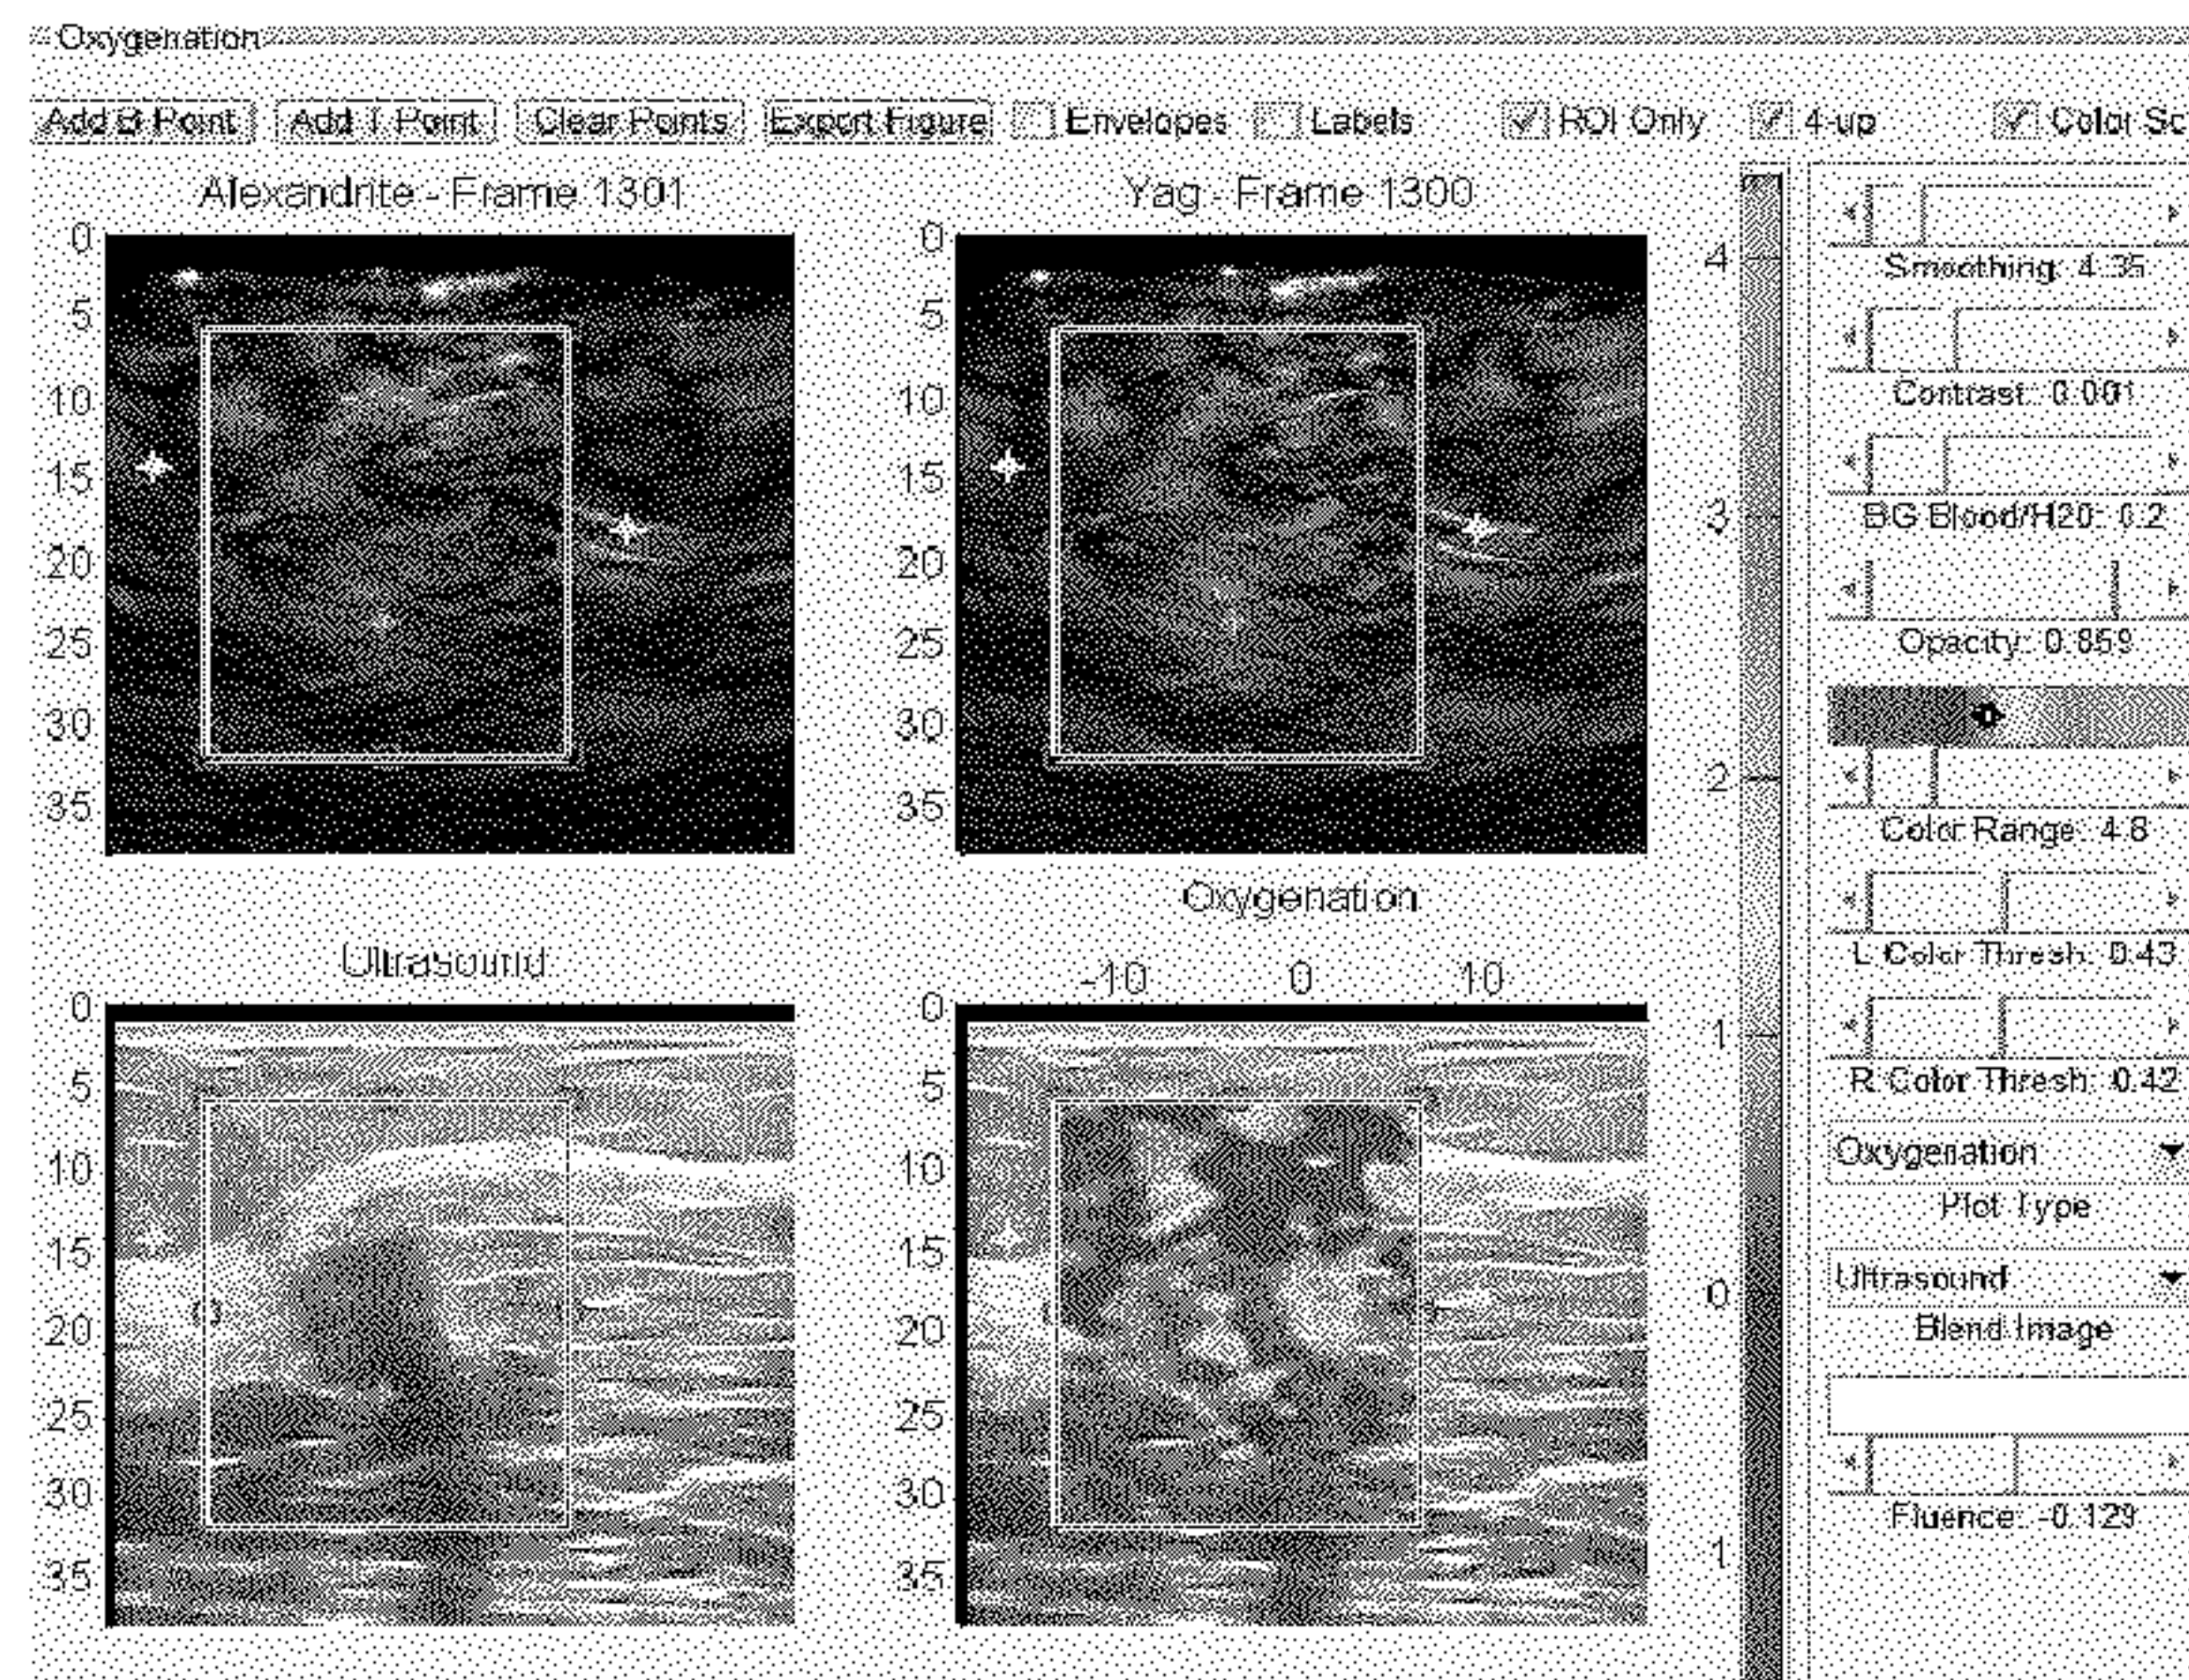 Oxygenation
Add B Point Add T Point Clear Points Export Figure Envelopes Labels ROI Only 4-up Color Sc
Alexandrite - Frame 1301
0
5
10
15
20
25
30
35
Yag - Frame 1300
0
5
10
15
20
25
30
35
Ultrasound
0
5
10
15
20
25
30
35
Oxygenation
-10 0 10
0
5
10
15
20
25
30
35
4
3
2
1
0
1
Smoothing: 4.35
Contrast: 0.001
BG Blood/H20: 0.2
Opacity: 0.859
Color Range: 4.8
L Color Thresh: 0.43
R Color Thresh: 0.42
Oxygenation
Plot Type
Ultrasound
Blend Image
Fluence: -0.129